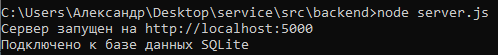 C:\Users\Александр\Desktop\service\src\backend>node server.js
Сервер запущен на http://localhost:5000
Подключено к базе данных SQLite